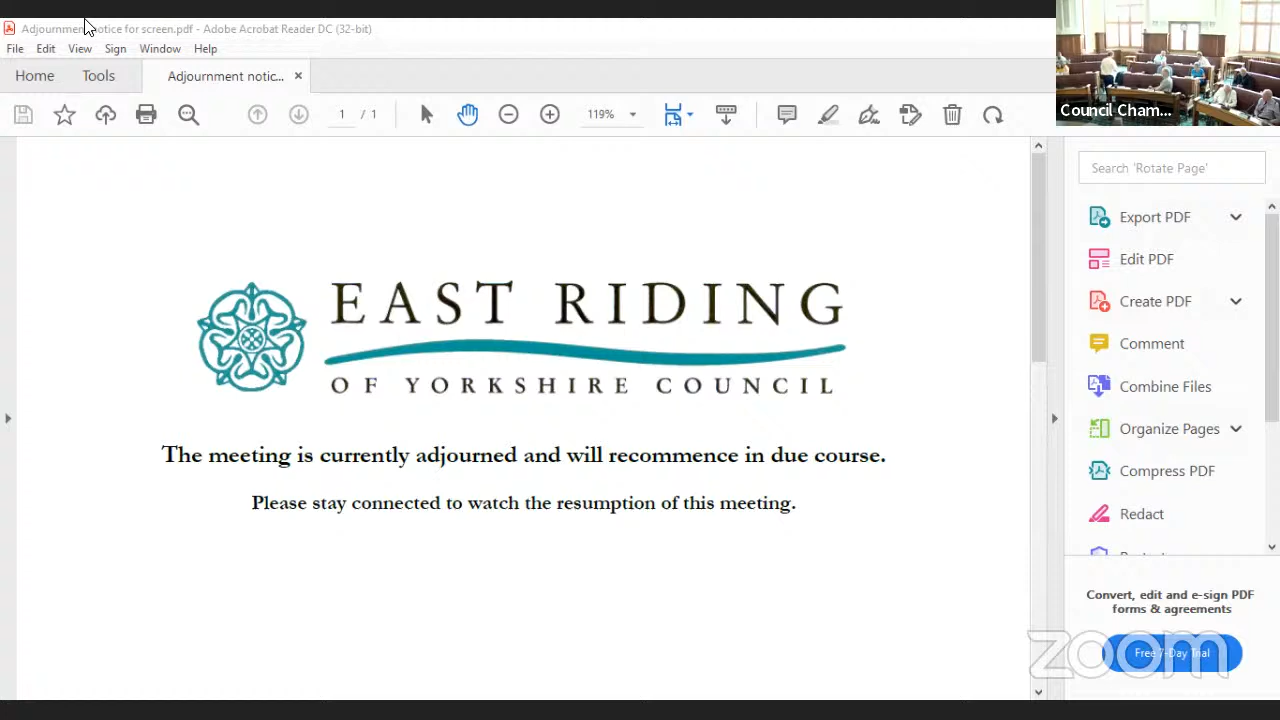 Adjournment notice for screen.pdf - Adobe Acrobat Reader DC (32-bit)
File Edit View Sign Window Help
Home Tools Adjournment notic... ×
1 / 1 119%
Council Cham...
Search 'Rotate Page'
Export PDF
Edit PDF
Create PDF
Comment
Combine Files
Organize Pages
Compress PDF
Redact
EAST RIDING
OF YORKSHIRE COUNCIL
The meeting is currently adjourned and will recommence in due course.
Please stay connected to watch the resumption of this meeting.
Convert, edit and e-sign PDF
forms & agreements
Free 7-Day Trial
zoom